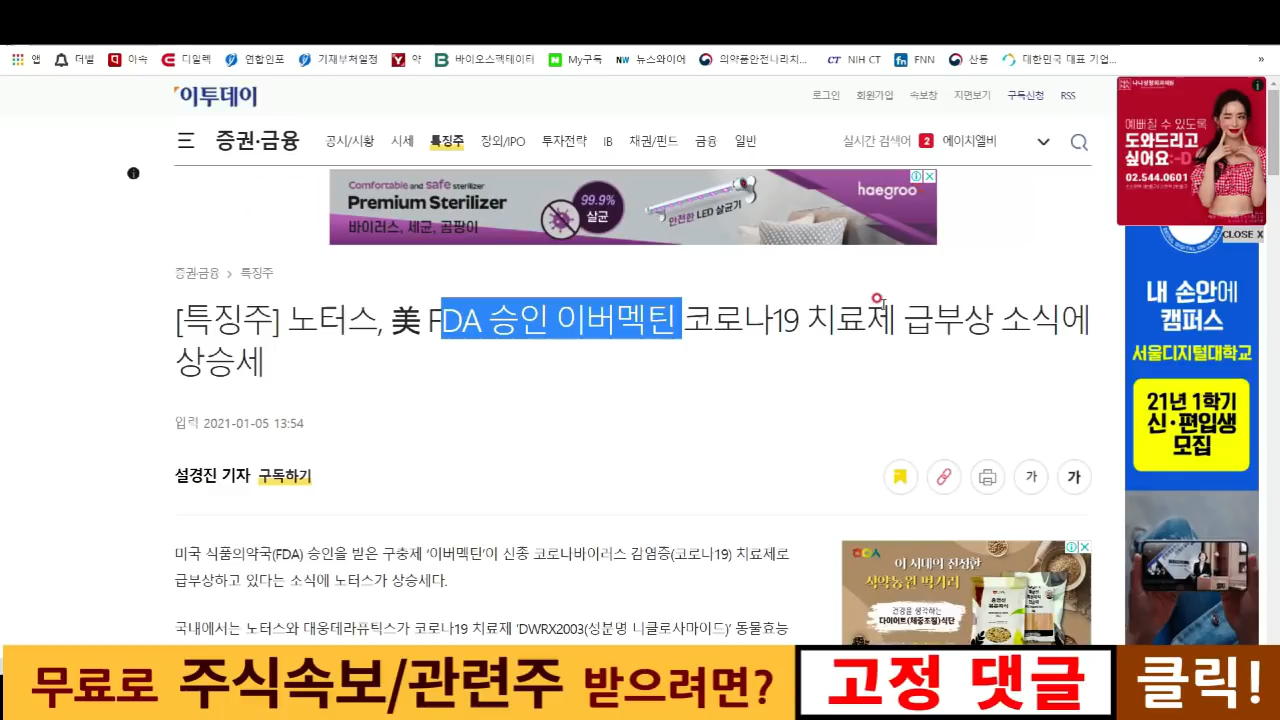 앱 더벨 이슈 디일렉 연합인포 기재부처일정 약 바이오스펙테이터 My구독 뉴스와이어 의약품안전나라치... NIH CT FNN 산통 대한민국 대표 기업... »
이투데이
로그인 회원가입 속보창 지면보기 구독신청 RSS
증권·금융 공시/시황 시세 특징주 장외/IPO 투자전략 IB 채권/펀드 금융 일반 실시간 검색어 2 에이치엘비
Comfortable and safe sterilizer
Premium Sterilizer
바이러스, 세균, 곰팡이
99.9%
살균
안전한 LED 살균기
haegroo
예뻐질 수 있도록
도와드리고
싶어요:-D
02.544.0601
CLOSE X
증권·금융 > 특징주
[특징주] 노터스, 美 FDA 승인 이버멕틴 코로나19 치료제 급부상 소식에
상승세
입력 2021-01-05 13:54
설경진 기자 구독하기
가 가
내 손안에
캠퍼스
서울디지털대학교
21년 1학기
신·편입생
모집
미국 식품의약국(FDA) 승인을 받은 구충제 '이버멕틴'이 신종 코로나바이러스 감염증(코로나19) 치료제로
급부상하고 있다는 소식에 노터스가 상승세다.
국내에서는 노터스와 대웅테라퓨틱스가 코로나19 치료제 'DWRX2003(성분명 니클로사마이드)' 동물효능
이 시대의 진정한
식약동원 먹거리
건강을 생각하는
다이어트(체중조절)식단
무료로 주식속보/관련주 받으려면? 고정 댓글 클릭!